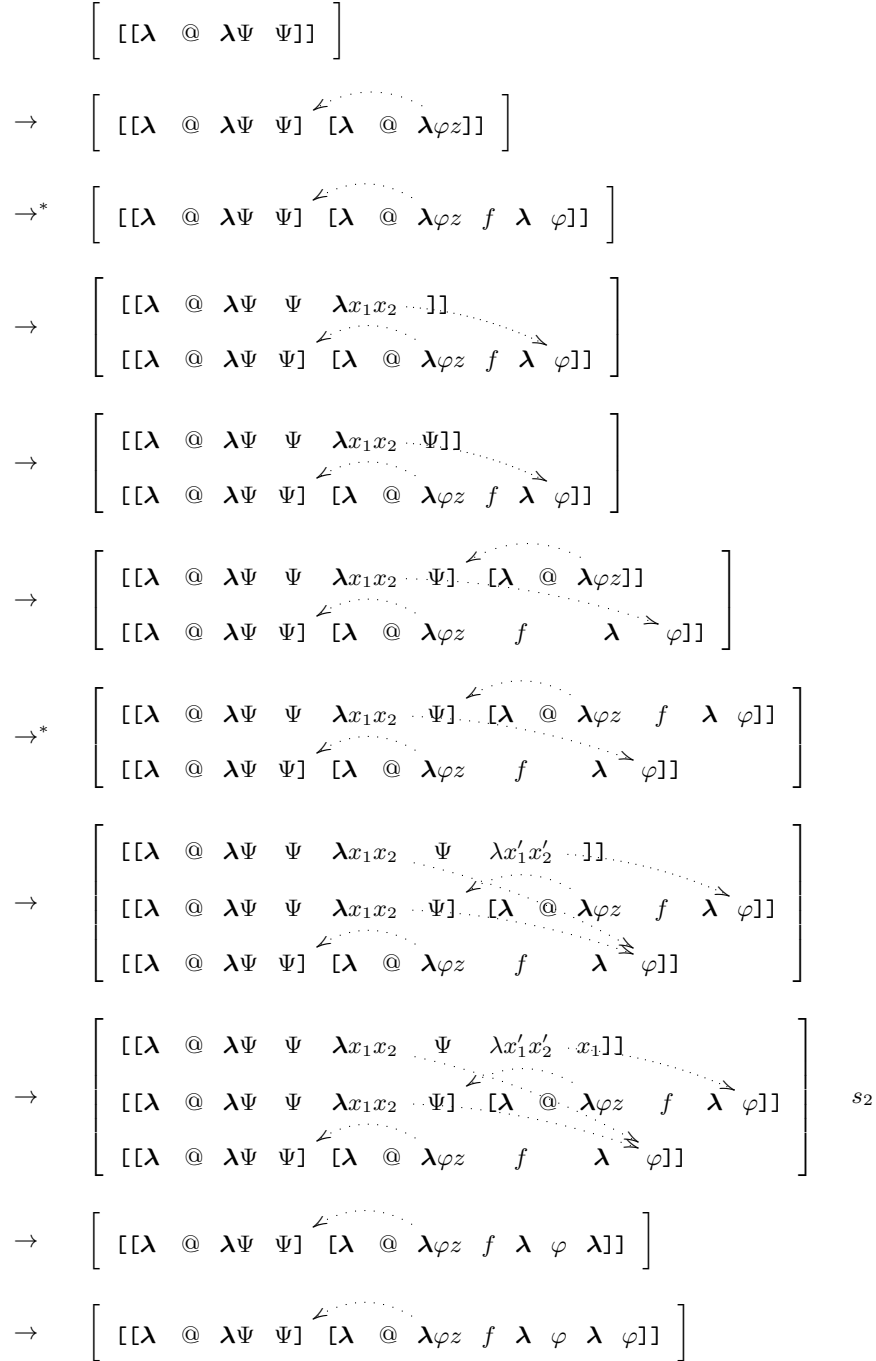 [[𝝀 @ 𝝀Ψ Ψ]]
→ [[𝝀 @ 𝝀Ψ Ψ] [𝝀 @ 𝝀φz]]
→* [[𝝀 @ 𝝀Ψ Ψ] [𝝀 @ 𝝀φz f 𝝀 φ]]
→ [[𝝀 @ 𝝀Ψ Ψ 𝝀x₁x₂ ]]
[[𝝀 @ 𝝀Ψ Ψ] [𝝀 @ 𝝀φz f 𝝀 φ]]
→ [[𝝀 @ 𝝀Ψ Ψ 𝝀x₁x₂ Ψ]]
[[𝝀 @ 𝝀Ψ Ψ] [𝝀 @ 𝝀φz f 𝝀 φ]]
→ [[𝝀 @ 𝝀Ψ Ψ 𝝀x₁x₂ Ψ] [𝝀 @ 𝝀φz]]
[[𝝀 @ 𝝀Ψ Ψ] [𝝀 @ 𝝀φz f 𝝀 φ]]
→* [[𝝀 @ 𝝀Ψ Ψ 𝝀x₁x₂ Ψ] [𝝀 @ 𝝀φz f 𝝀 φ]]
[[𝝀 @ 𝝀Ψ Ψ] [𝝀 @ 𝝀φz f 𝝀 φ]]
→ [[𝝀 @ 𝝀Ψ Ψ 𝝀x₁x₂ Ψ λx′₁x′₂ ]]
[[𝝀 @ 𝝀Ψ Ψ 𝝀x₁x₂ Ψ] [𝝀 @ 𝝀φz f 𝝀 φ]]
[[𝝀 @ 𝝀Ψ Ψ] [𝝀 @ 𝝀φz f 𝝀 φ]]
→ [[𝝀 @ 𝝀Ψ Ψ 𝝀x₁x₂ Ψ λx′₁x′₂ x₁]]
[[𝝀 @ 𝝀Ψ Ψ 𝝀x₁x₂ Ψ] [𝝀 @ 𝝀φz f 𝝀 φ]] s₂
[[𝝀 @ 𝝀Ψ Ψ] [𝝀 @ 𝝀φz f 𝝀 φ]]
→ [[𝝀 @ 𝝀Ψ Ψ] [𝝀 @ 𝝀φz f 𝝀 φ 𝝀]]
→ [[𝝀 @ 𝝀Ψ Ψ] [𝝀 @ 𝝀φz f 𝝀 φ 𝝀 φ]]